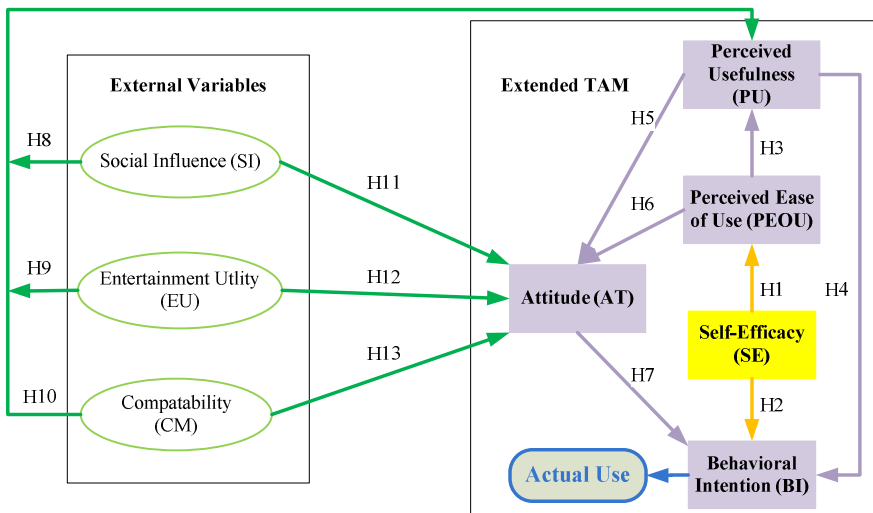 External Variables
Social Influence (SI)
Entertainment Utlity
(EU)
Compatability
(CM)
H8
H9
H10
H11
H12
H13
Extended TAM
Perceived
Usefulness
(PU)
H5
H3
H6
Perceived Ease
of Use (PEOU)
Attitude (AT)
H1
H4
Self-Efficacy
(SE)
H7
H2
Actual Use
Behavioral
Intention (BI)